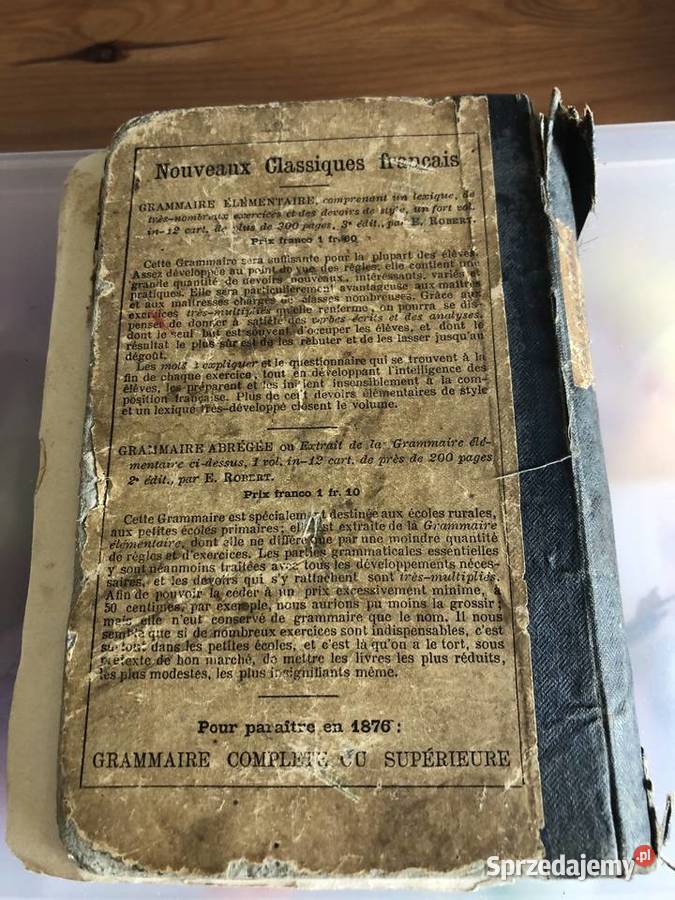 Nouveaux Classiques français
GRAMMAIRE ÉLÉMENTAIRE, comprenant un lexique, de
très-nombreux exercices et des devoirs de style, un fort vol.
in-12 cart. de plus de 300 pages, 3e édit., par E. ROBERT.
Prix franco 1 fr. 60
Cette Grammaire sera suffisante pour la plupart des élèves.
Assez développée au point de vue des règles, elle contient une
grande quantité de devoirs nouveaux, intéressants, variés et
pratiques. Elle sera particulièrement avantageuse aux maîtres
et aux maîtresses chargés de classes nombreuses. Grâce aux
exercices très-multipliés qu'elle renferme, on pourra se dis-
penser de donner à satiété des verbes écrits et des analyses,
dont le seul but est souvent d'occuper les élèves, et dont le
résultat le plus sûr est de les rebuter et de les lasser jusqu'au
dégoût.
Les mots à expliquer et le questionnaire qui se trouvent à la
fin de chaque exercice, tout en développant l'intelligence des
élèves, les préparent et les initient insensiblement à la com-
position française. Plus de cent devoirs élémentaires de style
et un lexique très-développé closent le volume.
GRAMMAIRE ABRÉGÉE ou Extrait de la Grammaire élé-
mentaire ci-dessus, 1 vol. in-12 cart. de près de 200 pages
2e édit., par E. ROBERT.
Prix franco 1 fr. 10
Cette Grammaire est spécialement destinée aux écoles rurales,
aux petites écoles primaires; elle est extraite de la Grammaire
élémentaire, dont elle ne diffère que par une moindre quantité
de règles et d'exercices. Les parties grammaticales essentielles
y sont néanmoins traitées avec tous les développements néces-
saires, et les devoirs qui s'y rattachent sont très-multipliés.
Afin de pouvoir la céder à un prix excessivement minime, à
50 centimes, par exemple, nous aurions pu moins la grossir;
mais elle n'eut conservé de grammaire que le nom. Il nous
semble que si de nombreux exercices sont indispensables, c'est
surtout dans les petites écoles, et c'est là qu'on a le tort, sous
prétexte de bon marché, de mettre les livres les plus réduits,
les plus modestes, les plus insignifiants même.
Pour paraître en 1876:
GRAMMAIRE COMPLÈTE OU SUPÉRIEURE
Sprzedajemy.pl